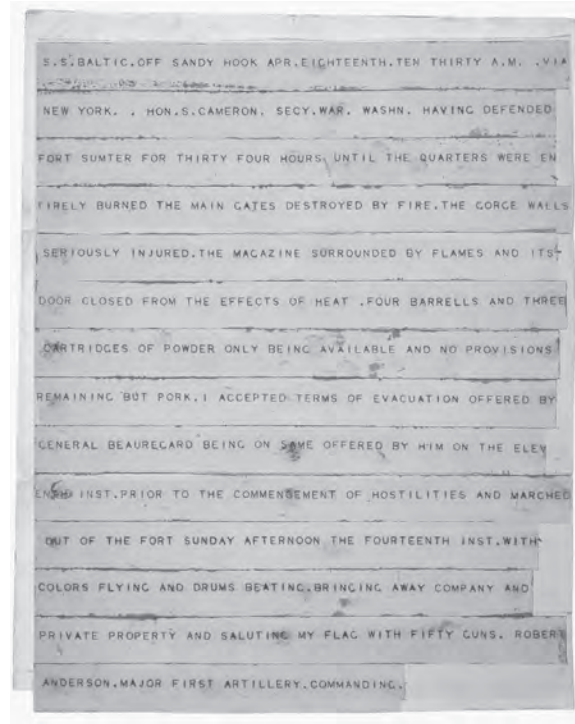 S.S.BALTIC.OFF SANDY HOOK APR.EIGHTEENTH.TEN THIRTY A.M. .VIA
NEW YORK. . HON.S.CAMERON. SECY.WAR. WASHN. HAVING DEFENDED
FORT SUMTER FOR THIRTY FOUR HOURS UNTIL THE QUARTERS WERE EN
TIRELY BURNED THE MAIN GATES DESTROYED BY FIRE.THE GORGE WALLS
SERIOUSLY INJURED.THE MAGAZINE SURROUNDED BY FLAMES AND ITS
DOOR CLOSED FROM THE EFFECTS OF HEAT .FOUR BARRELLS AND THREE
CARTRIDGES OF POWDER ONLY BEING AVAILABLE AND NO PROVISIONS
REMAINING BUT PORK.I ACCEPTED TERMS OF EVACUATION OFFERED BY
GENERAL BEAUREGARD BEING ON SAME OFFERED BY HIM ON THE ELEV
INST.PRIOR TO THE COMMENCEMENT OF HOSTILITIES AND MARCHED
OUT OF THE FORT SUNDAY AFTERNOON THE FOURTEENTH INST.WITH
COLORS FLYING AND DRUMS BEATING.BRINGING AWAY COMPANY AND
PRIVATE PROPERTY AND SALUTING MY FLAG WITH FIFTY GUNS. ROBERT
ANDERSON.MAJOR FIRST ARTILLERY.COMMANDING.